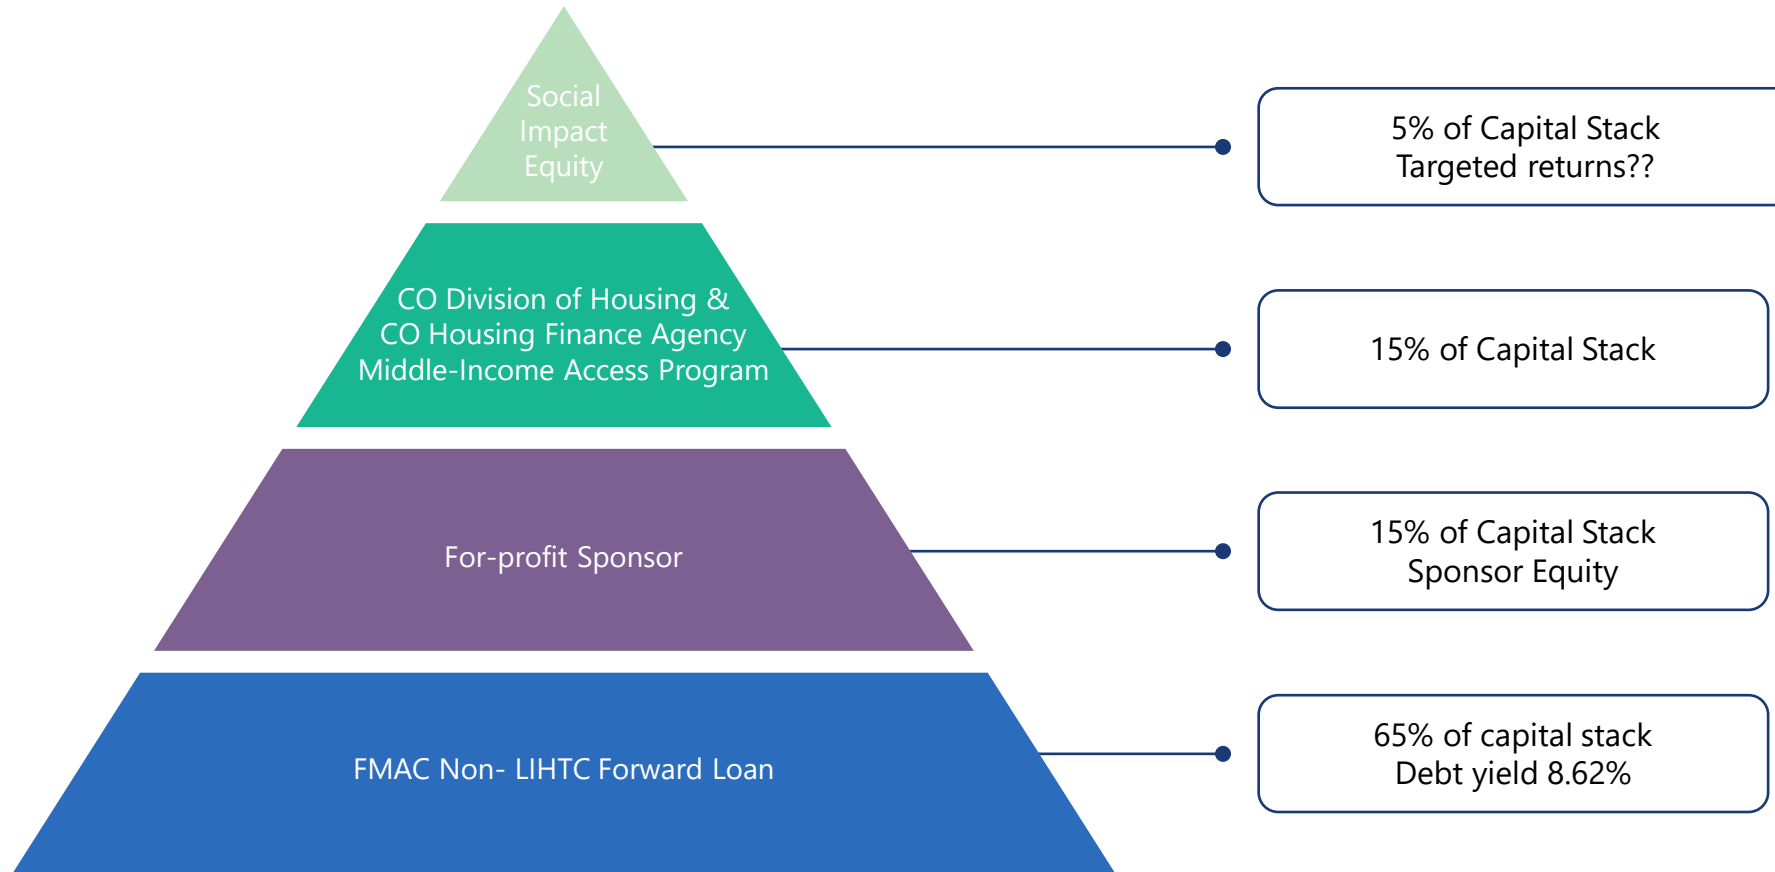 Social
Impact
Equity
5% of Capital Stack
Targeted returns??
CO Division of Housing &
CO Housing Finance Agency
Middle-Income Access Program
15% of Capital Stack
For-profit Sponsor
15% of Capital Stack
Sponsor Equity
FMAC Non- LIHTC Forward Loan
65% of capital stack
Debt yield 8.62%